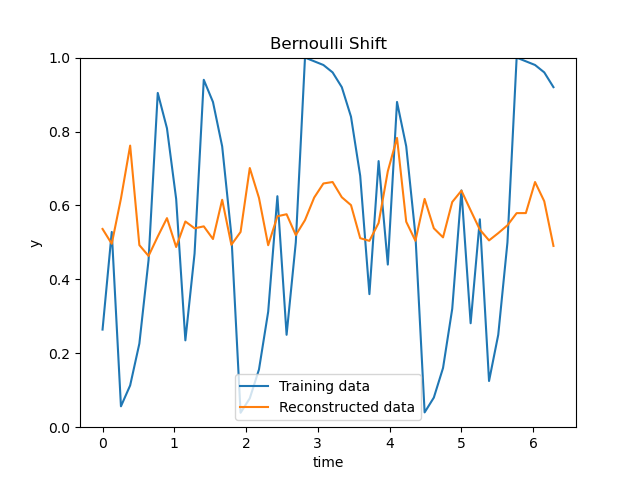 Bernoulli Shift
1.0
0.8
0.6
0.4
0.2
0.0
y
Training data
Reconstructed data
0 1 2 3 4 5 6
time